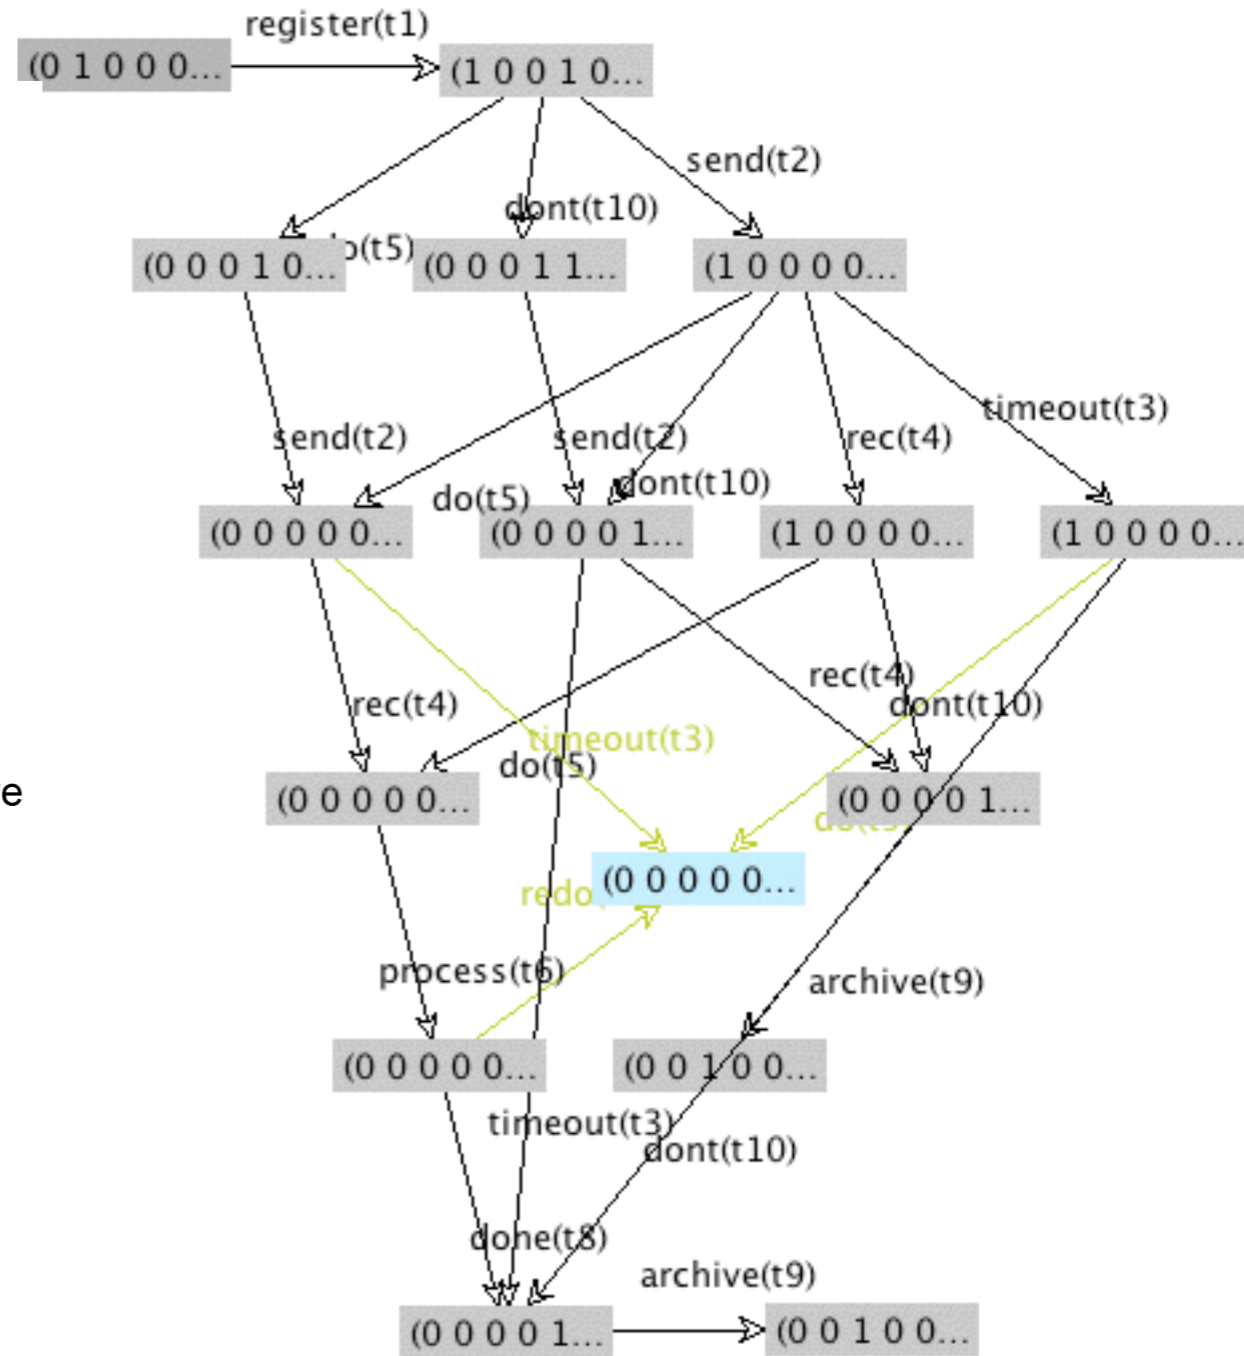 register(t1)
(0 1 0 0 0...
(1 0 0 1 0...
send(t2)
dont(t10)
do(t5)
(0 0 0 1 0...
(0 0 0 1 1...
(1 0 0 0 0...
timeout(t3)
send(t2)
send(t2)
rec(t4)
dont(t10)
do(t5)
(0 0 0 0 0...
(0 0 0 0 1...
(1 0 0 0 0...
(1 0 0 0 0...
rec(t4)
rec(t4)
dont(t10)
timeout(t3)
do(t5)
(0 0 0 0 0...
(0 0 0 0 1...
(0 0 0 0 0...
process(t6)
archive(t9)
(0 0 0 0 0...
(0 0 1 0 0...
timeout(t3)
dont(t10)
done(t8)
archive(t9)
(0 0 0 0 1...
(0 0 1 0 0...